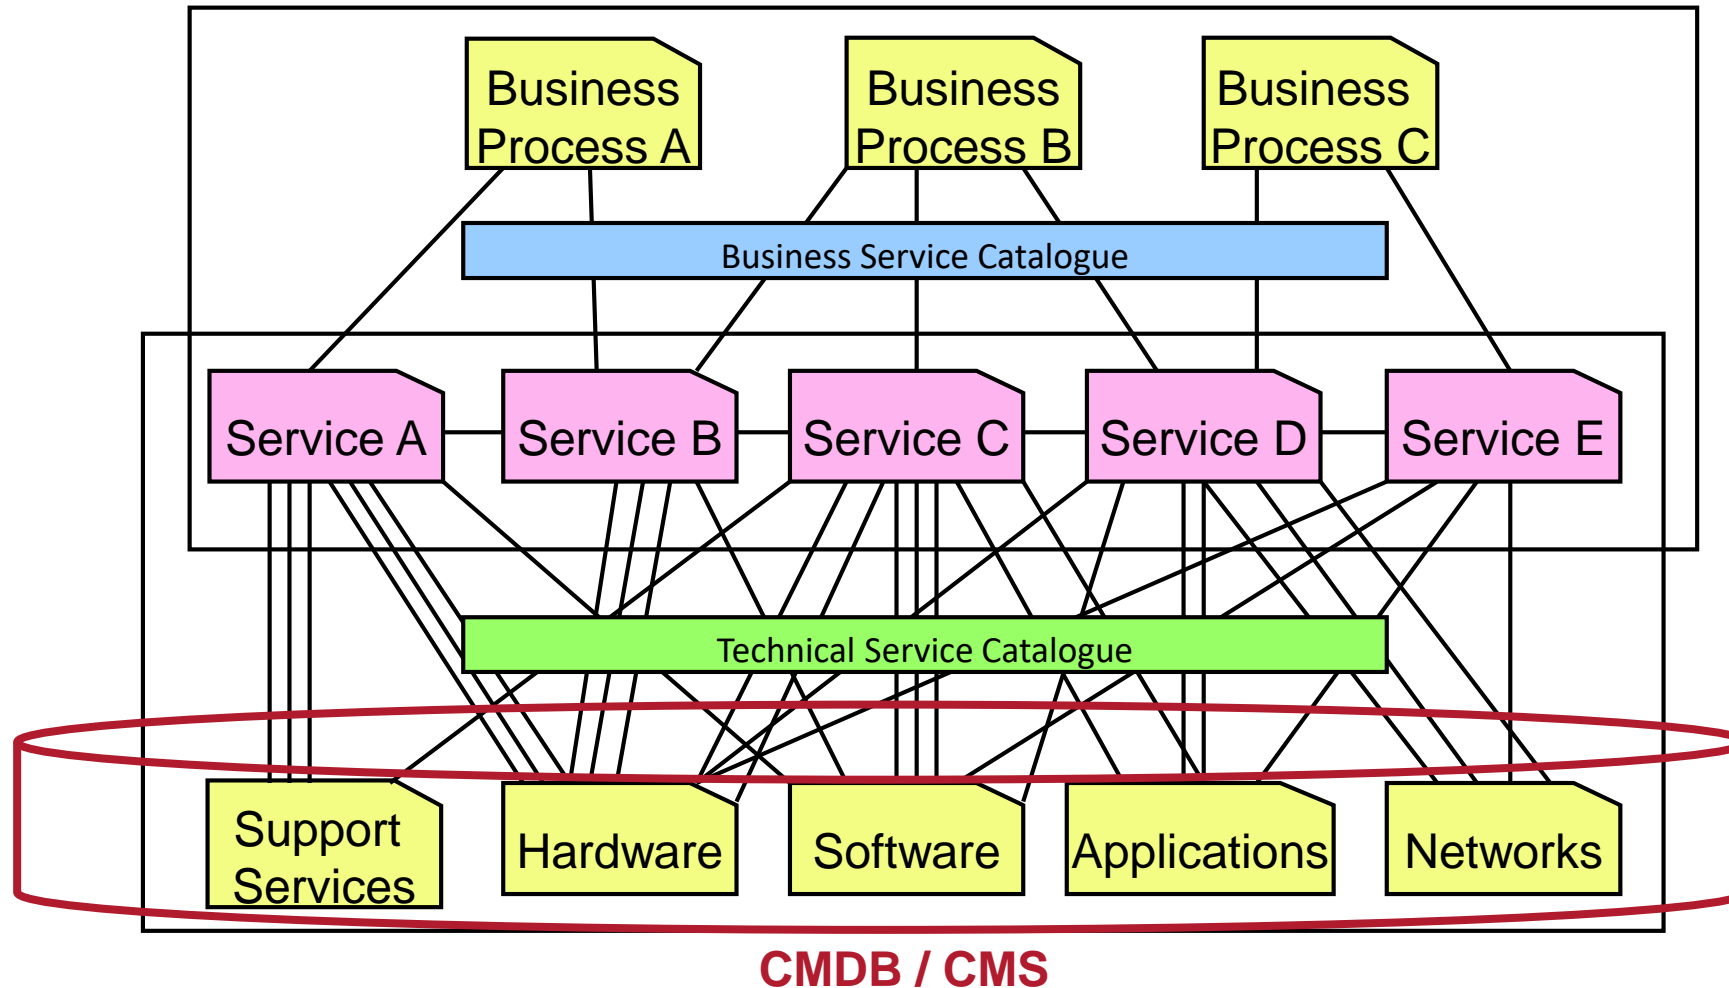 Business
Process A
Business
Process B
Business
Process C
Business Service Catalogue
Service A
Service B
Service C
Service D
Service E
Technical Service Catalogue
Support
Services
Hardware
Software
Applications
Networks
CMDB / CMS